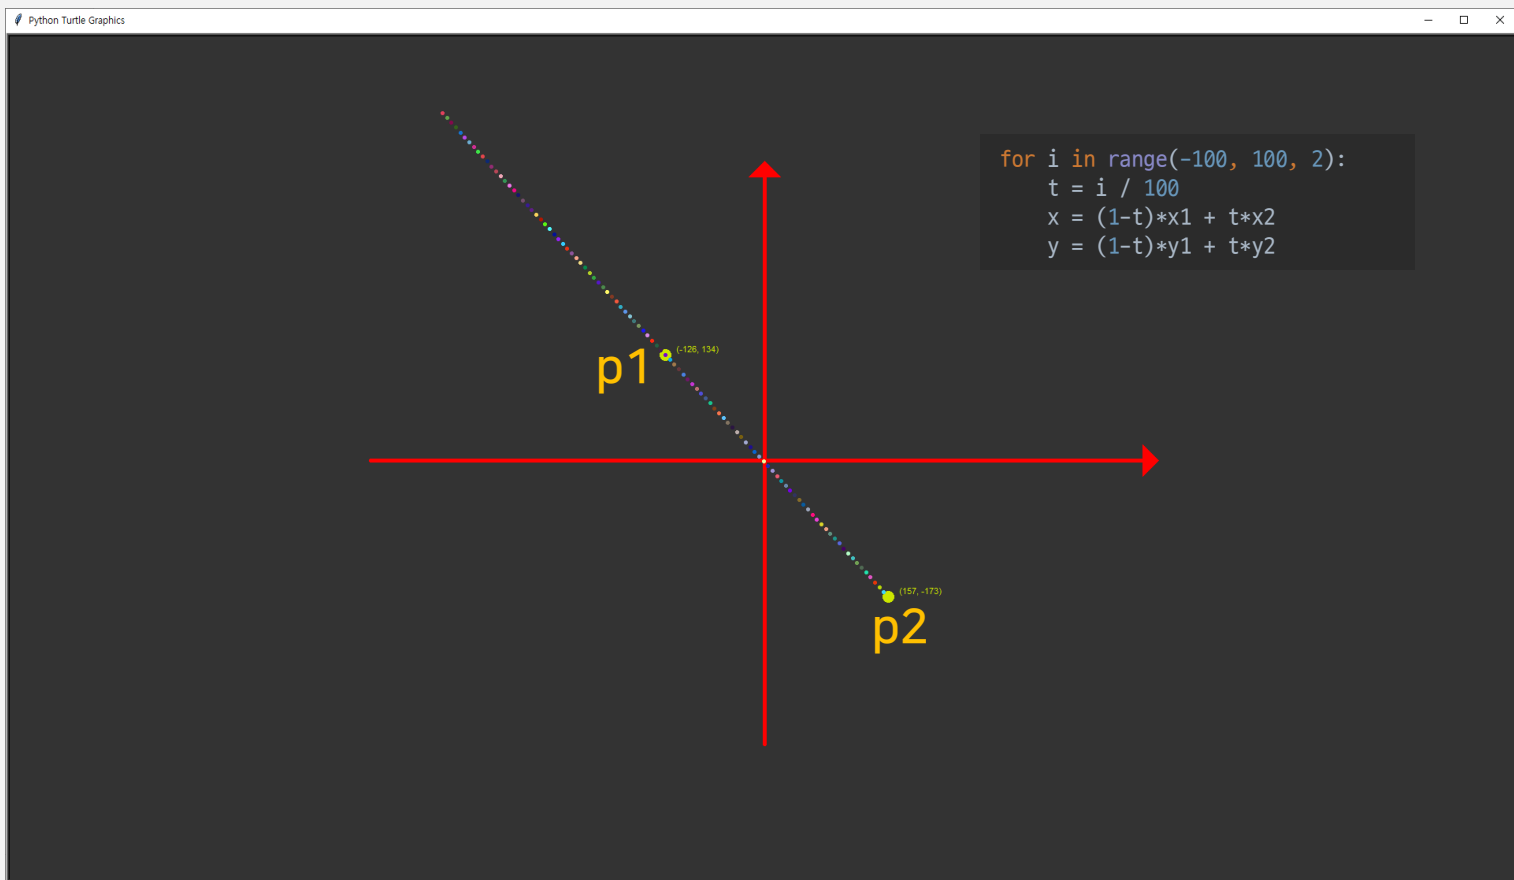 Python Turtle Graphics
for i in range(-100, 100, 2):
t = i / 100
x = (1-t)*x1 + t*x2
y = (1-t)*y1 + t*y2
(-126, 134)
p1
(157, -173)
p2